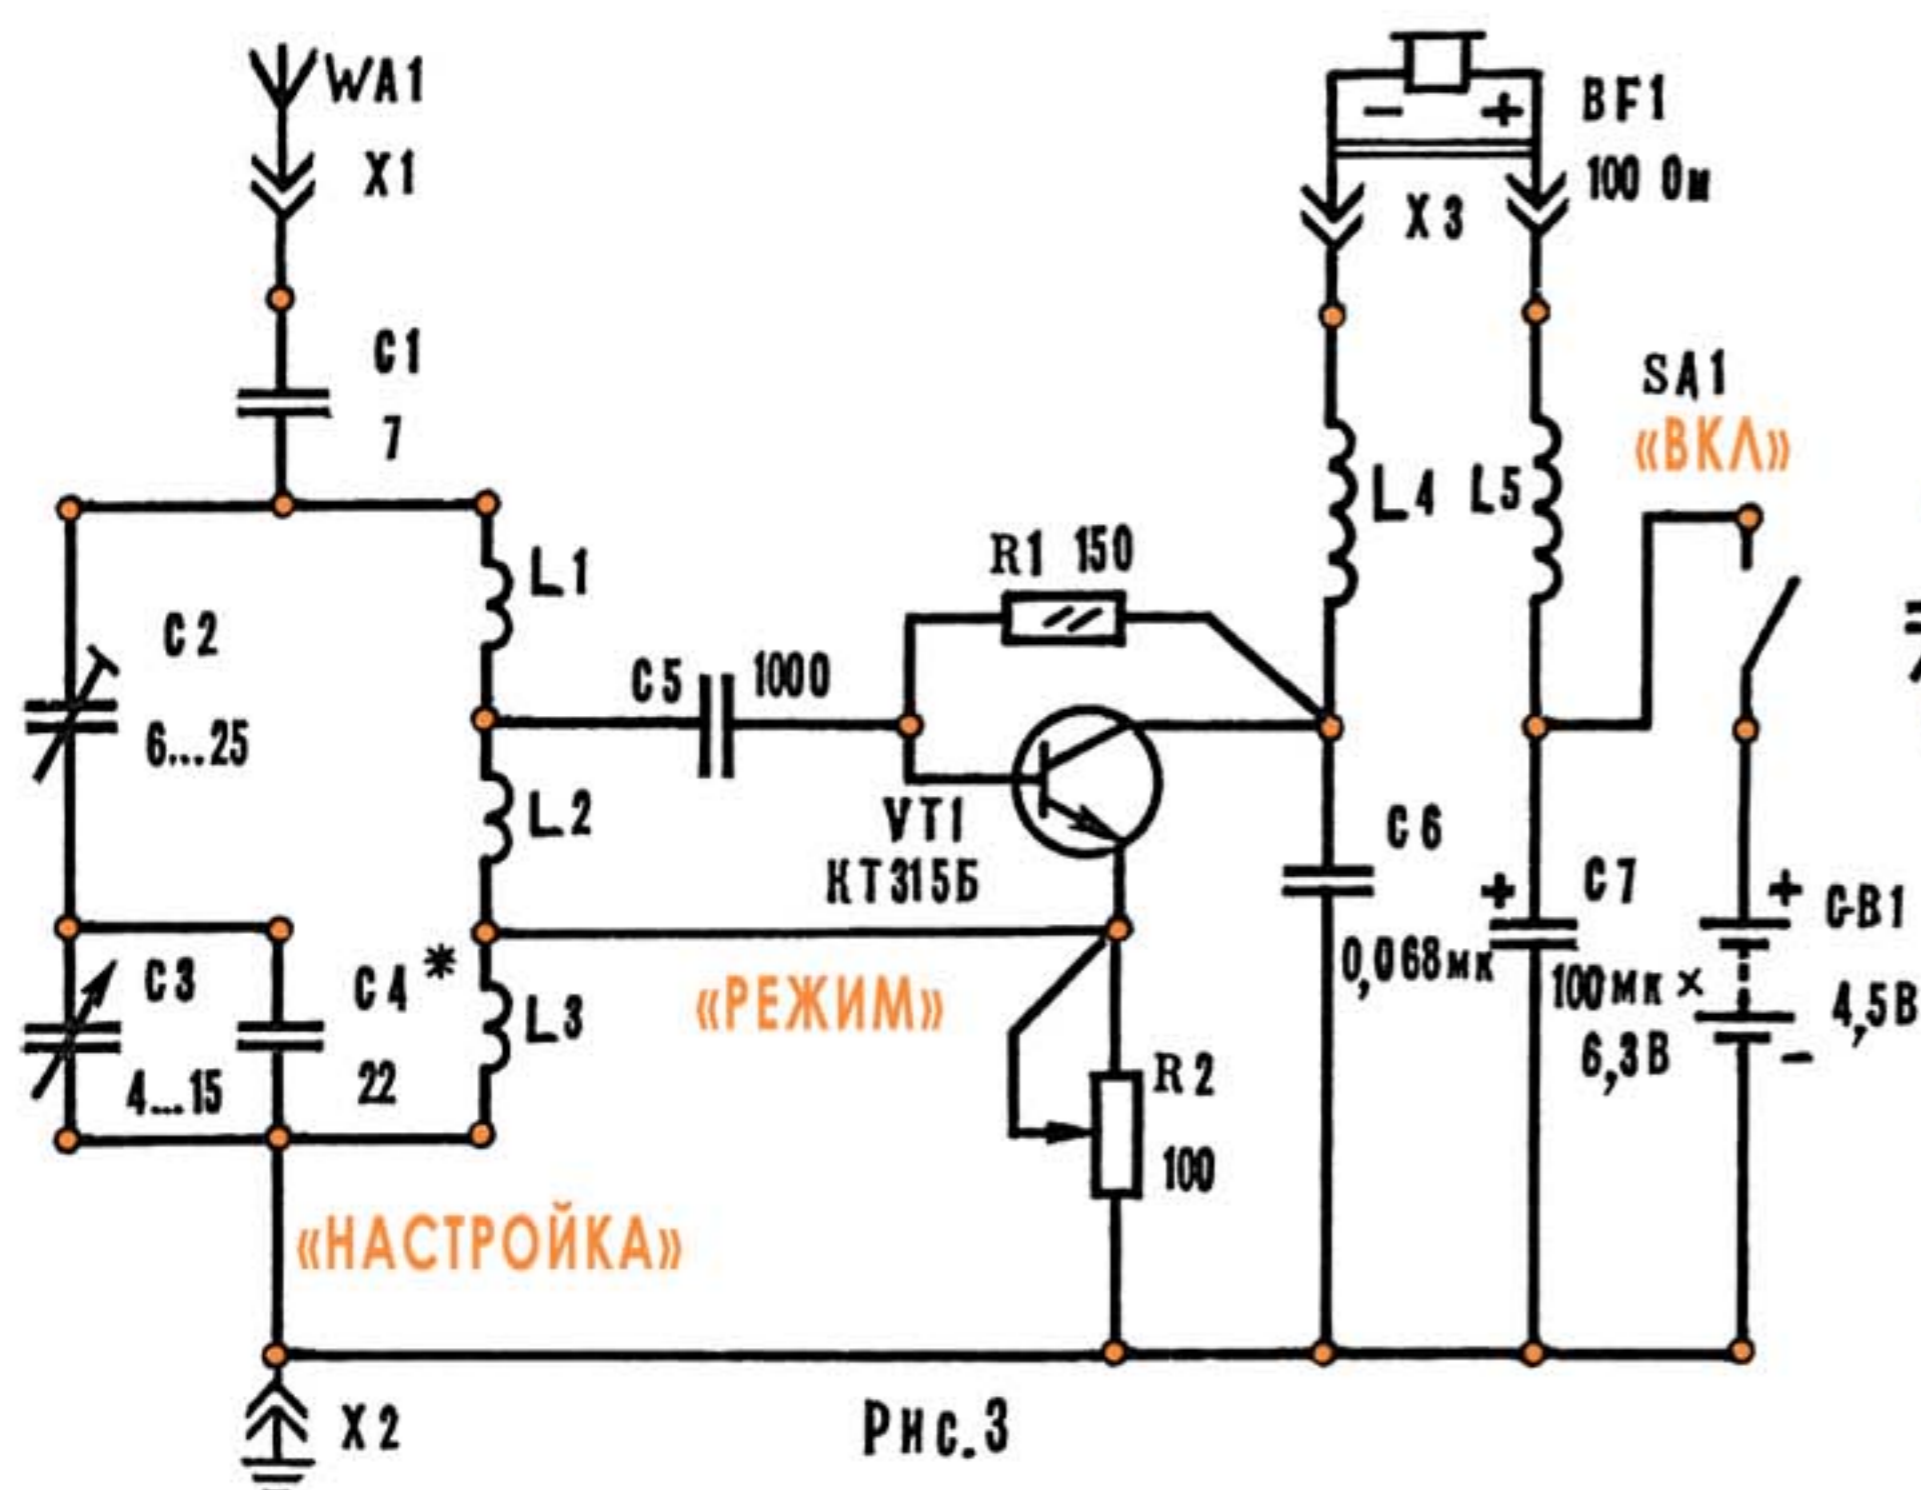 WA1
X1
C1
7
C2
6...25
C3
4...15
C4*
22
L1
L2
L3
«НАСТРОЙКА»
X2
C5 1000
R1 150
VT1
КТ315Б
«РЕЖИМ»
R2
100
BF1
100 Ом
- +
X3
L4
L5
SA1
«ВКЛ»
C6
0,068мк
+ C7
100мк ×
6,3В
+ GB1
4,5В
-
Рис.3